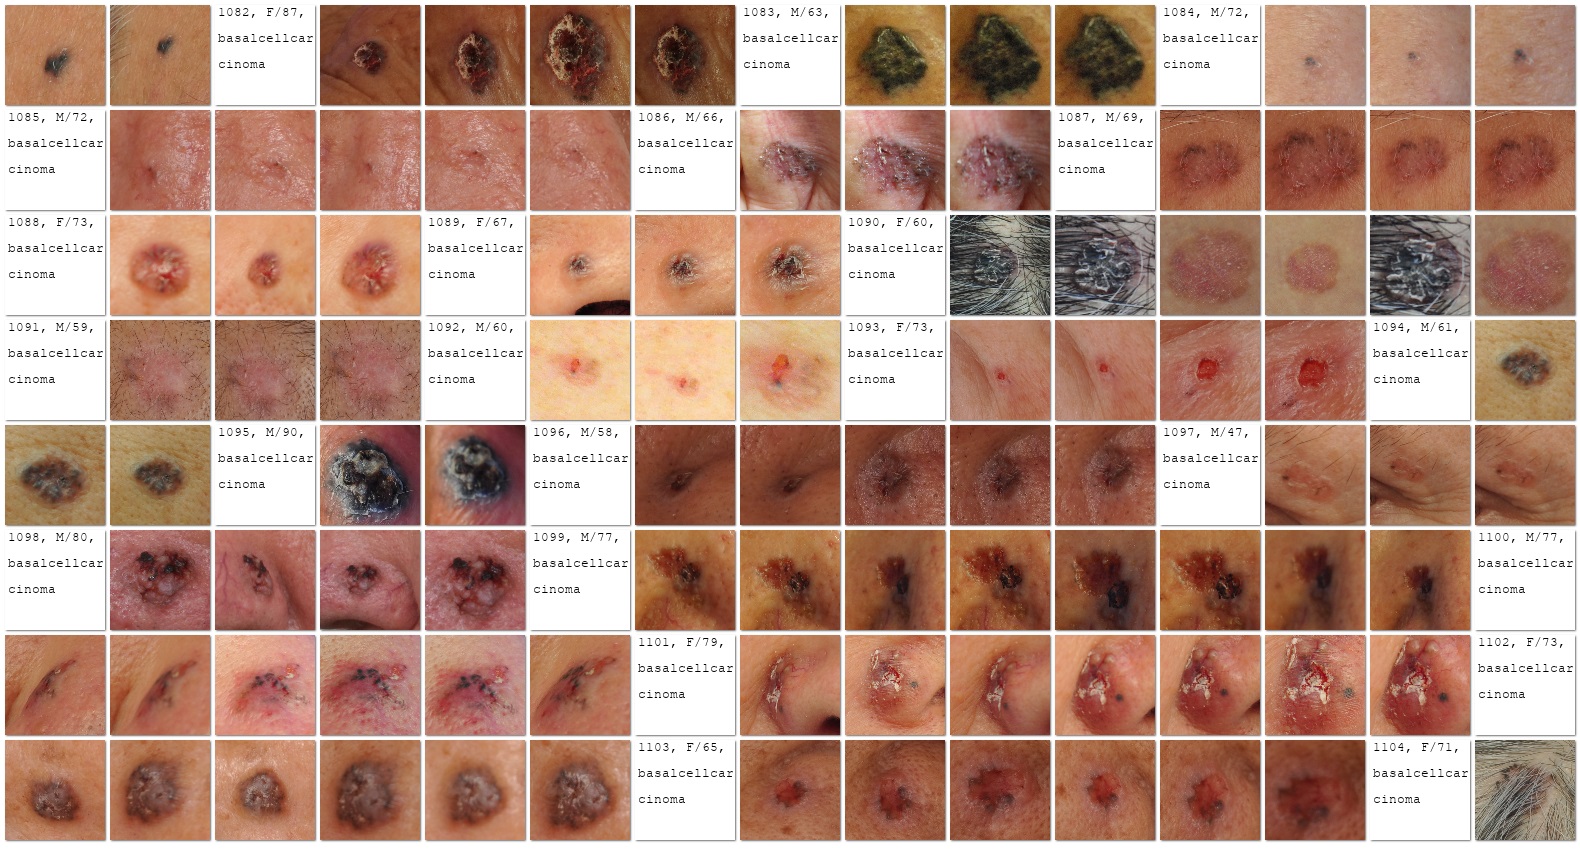 1082, F/87,
basalcellcar
cinoma
1083, M/63,
basalcellcar
cinoma
1084, M/72,
basalcellcar
cinoma
1085, M/72,
basalcellcar
cinoma
1086, M/66,
basalcellcar
cinoma
1087, M/69,
basalcellcar
cinoma
1088, F/73,
basalcellcar
cinoma
1089, F/67,
basalcellcar
cinoma
1090, F/60,
basalcellcar
cinoma
1091, M/59,
basalcellcar
cinoma
1092, M/60,
basalcellcar
cinoma
1093, F/73,
basalcellcar
cinoma
1094, M/61,
basalcellcar
cinoma
1095, M/90,
basalcellcar
cinoma
1096, M/58,
basalcellcar
cinoma
1097, M/47,
basalcellcar
cinoma
1098, M/80,
basalcellcar
cinoma
1099, M/77,
basalcellcar
cinoma
1100, M/77,
basalcellcar
cinoma
1101, F/79,
basalcellcar
cinoma
1102, F/73,
basalcellcar
cinoma
1103, F/65,
basalcellcar
cinoma
1104, F/71,
basalcellcar
cinoma